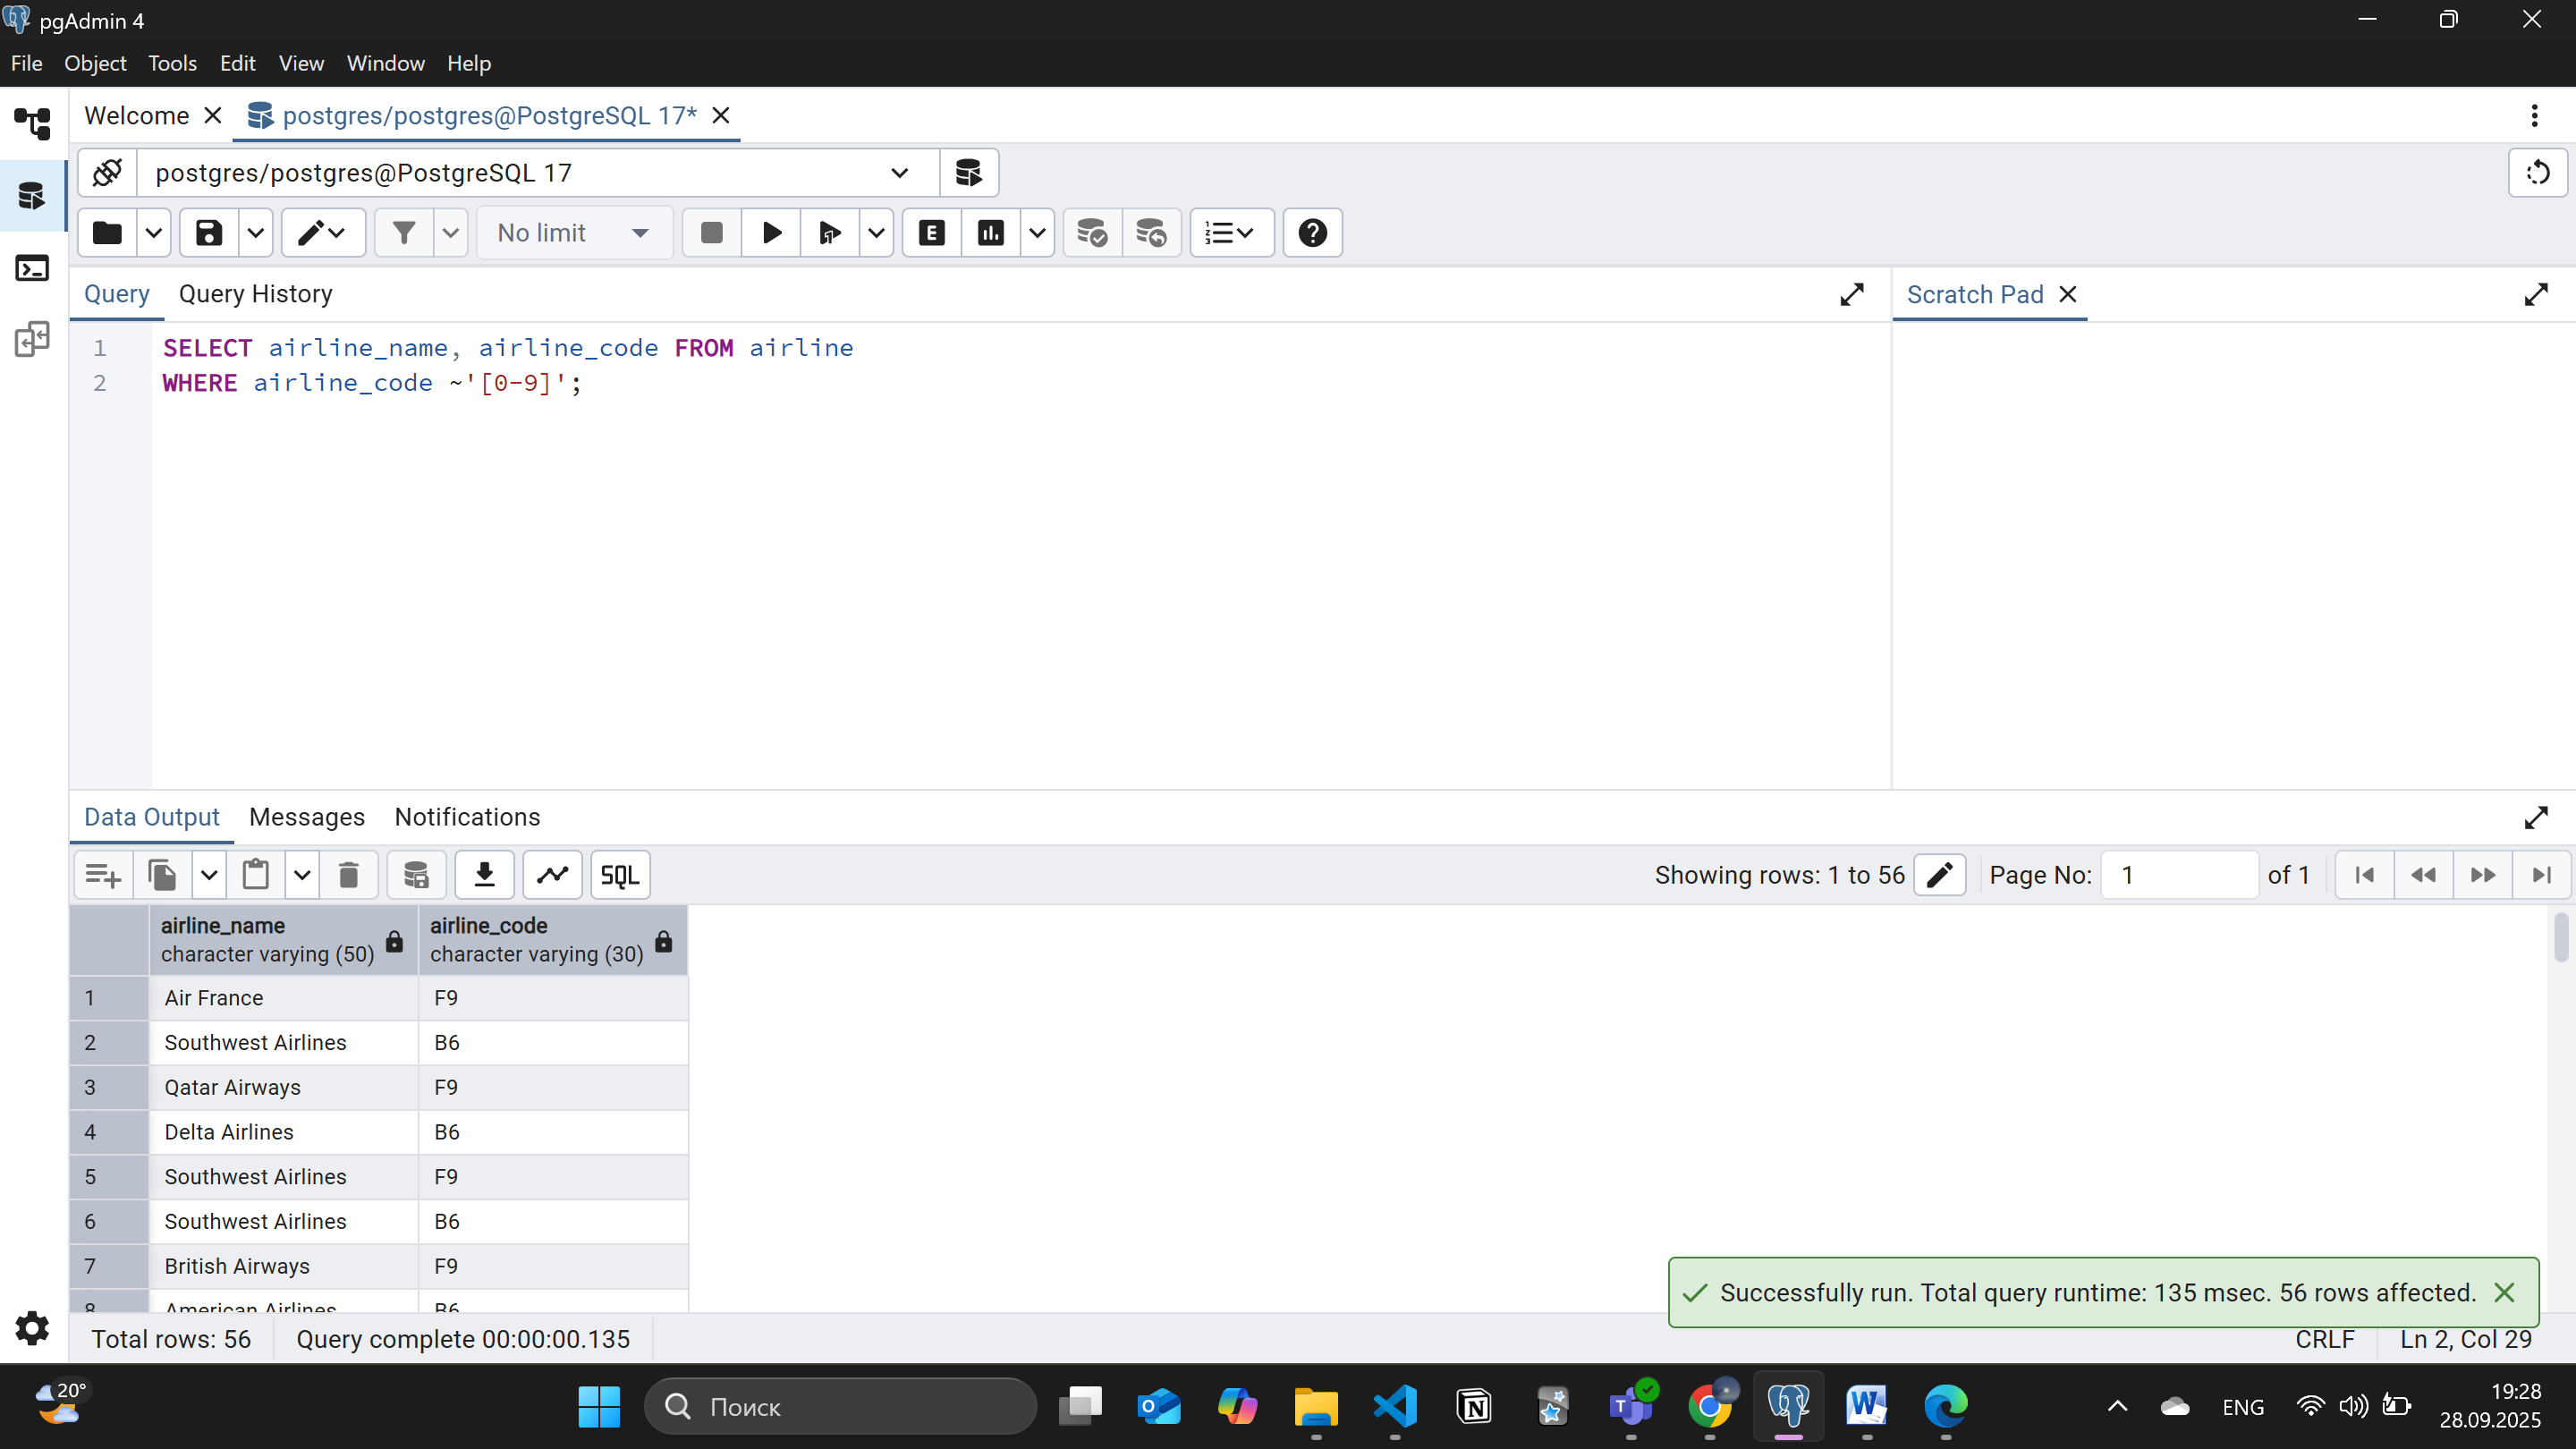 pgAdmin 4
File Object Tools Edit View Window Help
Welcome postgres/postgres@PostgreSQL 17*
postgres/postgres@PostgreSQL 17
No limit
Query Query History
Scratch Pad
1 SELECT airline_name, airline_code FROM airline
2 WHERE airline_code ~'[0-9]';
Data Output Messages Notifications
SQL Showing rows: 1 to 56 Page No: 1 of 1
airline_name airline_code
character varying (50) character varying (30)
1 Air France F9
2 Southwest Airlines B6
3 Qatar Airways F9
4 Delta Airlines B6
5 Southwest Airlines F9
6 Southwest Airlines B6
7 British Airways F9
8 American Airlines B6
Successfully run. Total query runtime: 135 msec. 56 rows affected.
Total rows: 56 Query complete 00:00:00.135 CRLF Ln 2, Col 29
20° Поиск ENG 19:28
28.09.2025